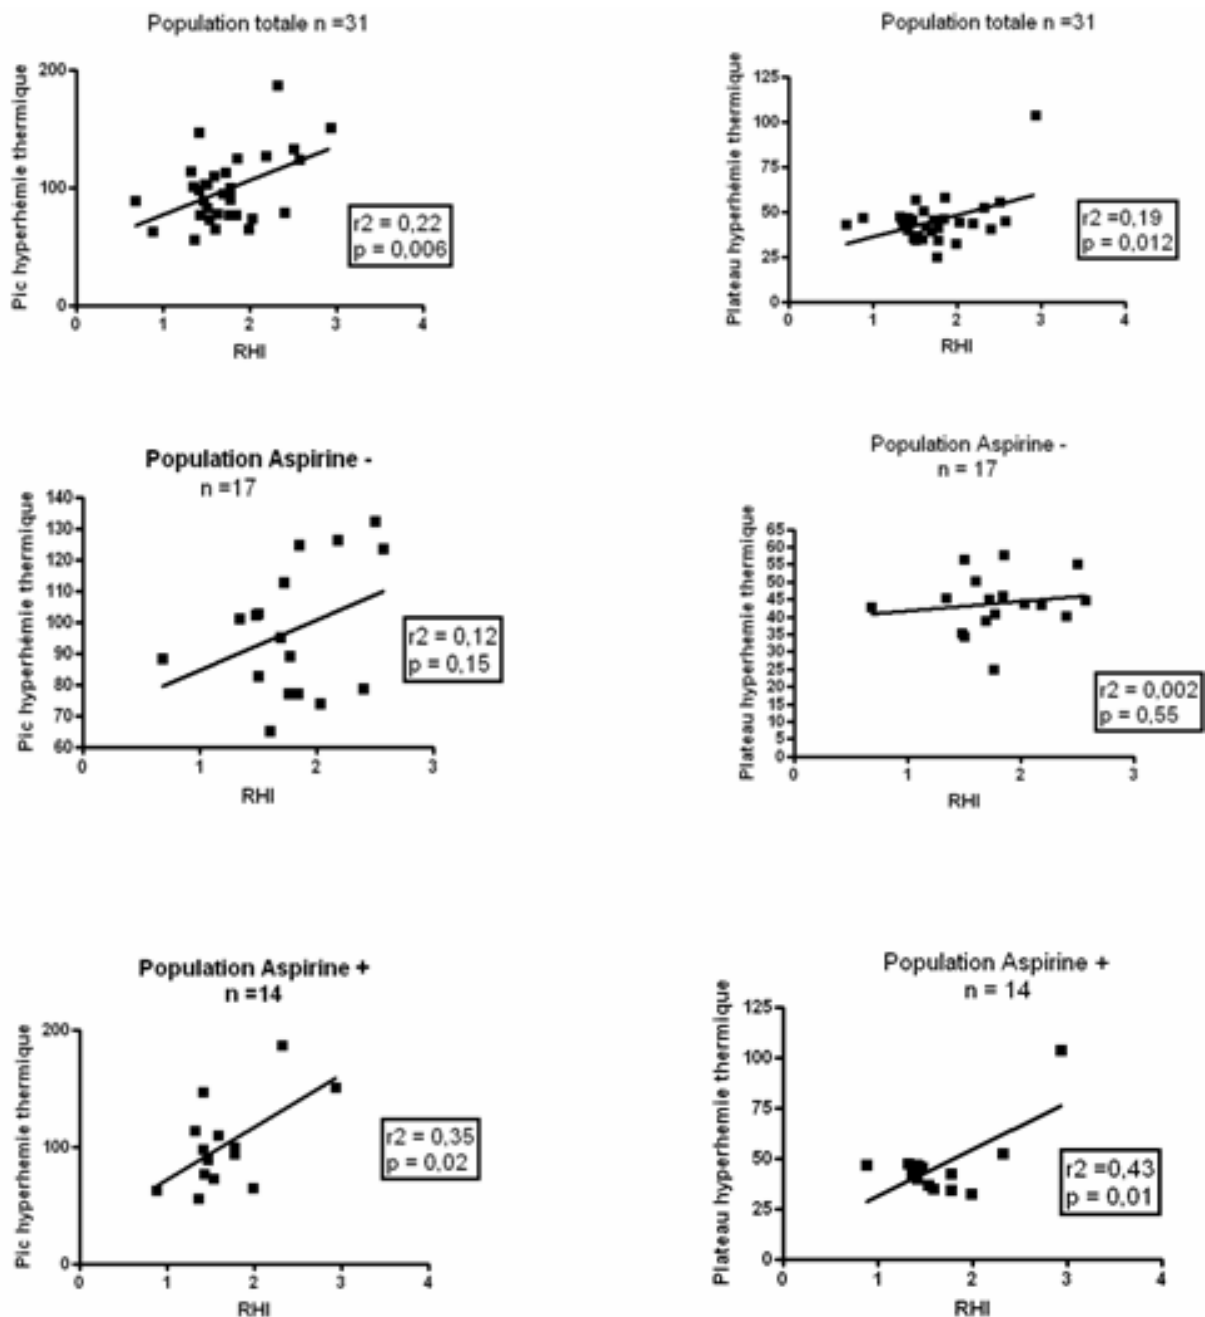 Population totale n =31
Pic hyperhémie thermique
200
100
0
0 1 2 3 4
RHI
r2 = 0,22
p = 0,006
Population totale n =31
Plateau hyperhémie thermique
125
100
75
50
25
0
0 1 2 3 4
RHI
r2 =0,19
p = 0,012
Population Aspirine -
n =17
Pic hyperhémie thermique
140
130
120
110
100
90
80
70
60
0 1 2 3
RHI
r2 = 0,12
p = 0,15
Population Aspirine -
n = 17
Plateau hyperhémie thermique
65
60
55
50
45
40
35
30
25
20
15
10
5
0
0 1 2 3
RHI
r2 = 0,002
p = 0,55
Population Aspirine +
n =14
Pic hyperhémie thermique
200
100
0
0 1 2 3 4
RHI
r2 = 0,35
p = 0,02
Population Aspirine +
n = 14
Plateau hyperhémie thermique
125
100
75
50
25
0
0 1 2 3 4
RHI
r2 =0,43
p = 0,01